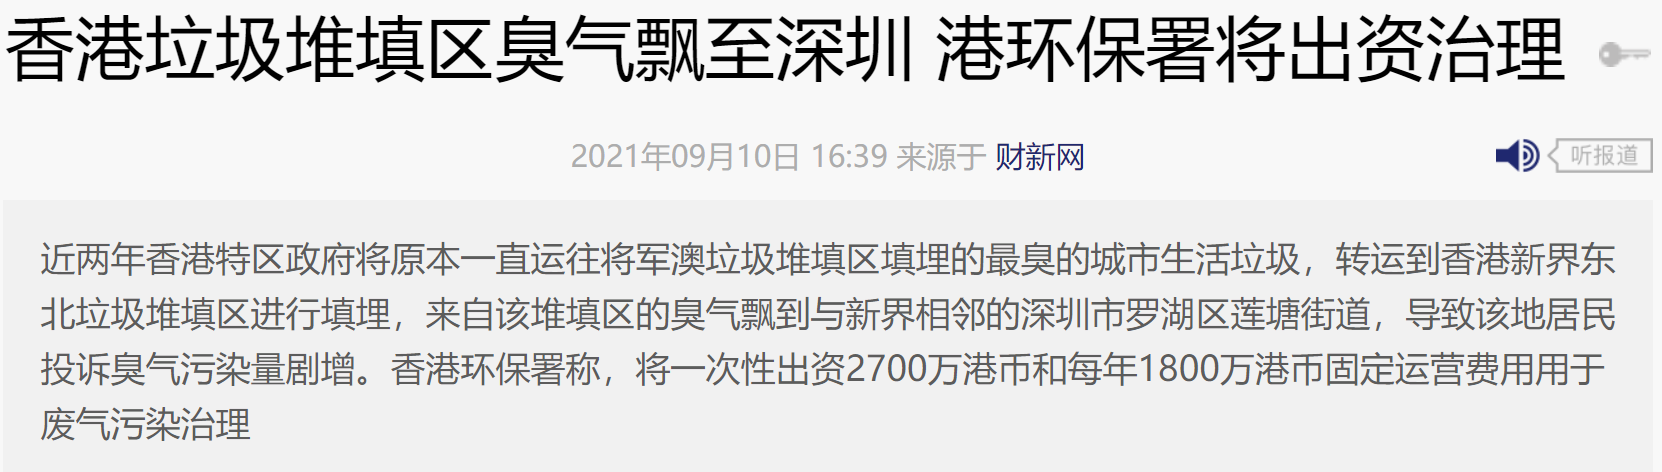 香港垃圾堆填区臭气飘至深圳 港环保署将出资治理
2021年09月10日 16:39 来源于 财新网
听报道
近两年香港特区政府将原本一直运往将军澳垃圾堆填区填埋的最臭的城市生活垃圾，转运到香港新界东
北垃圾堆填区进行填埋，来自该堆填区的臭气飘到与新界相邻的深圳市罗湖区莲塘街道，导致该地居民
投诉臭气污染量剧增。香港环保署称，将一次性出资2700万港币和每年1800万港币固定运营费用用于
废气污染治理